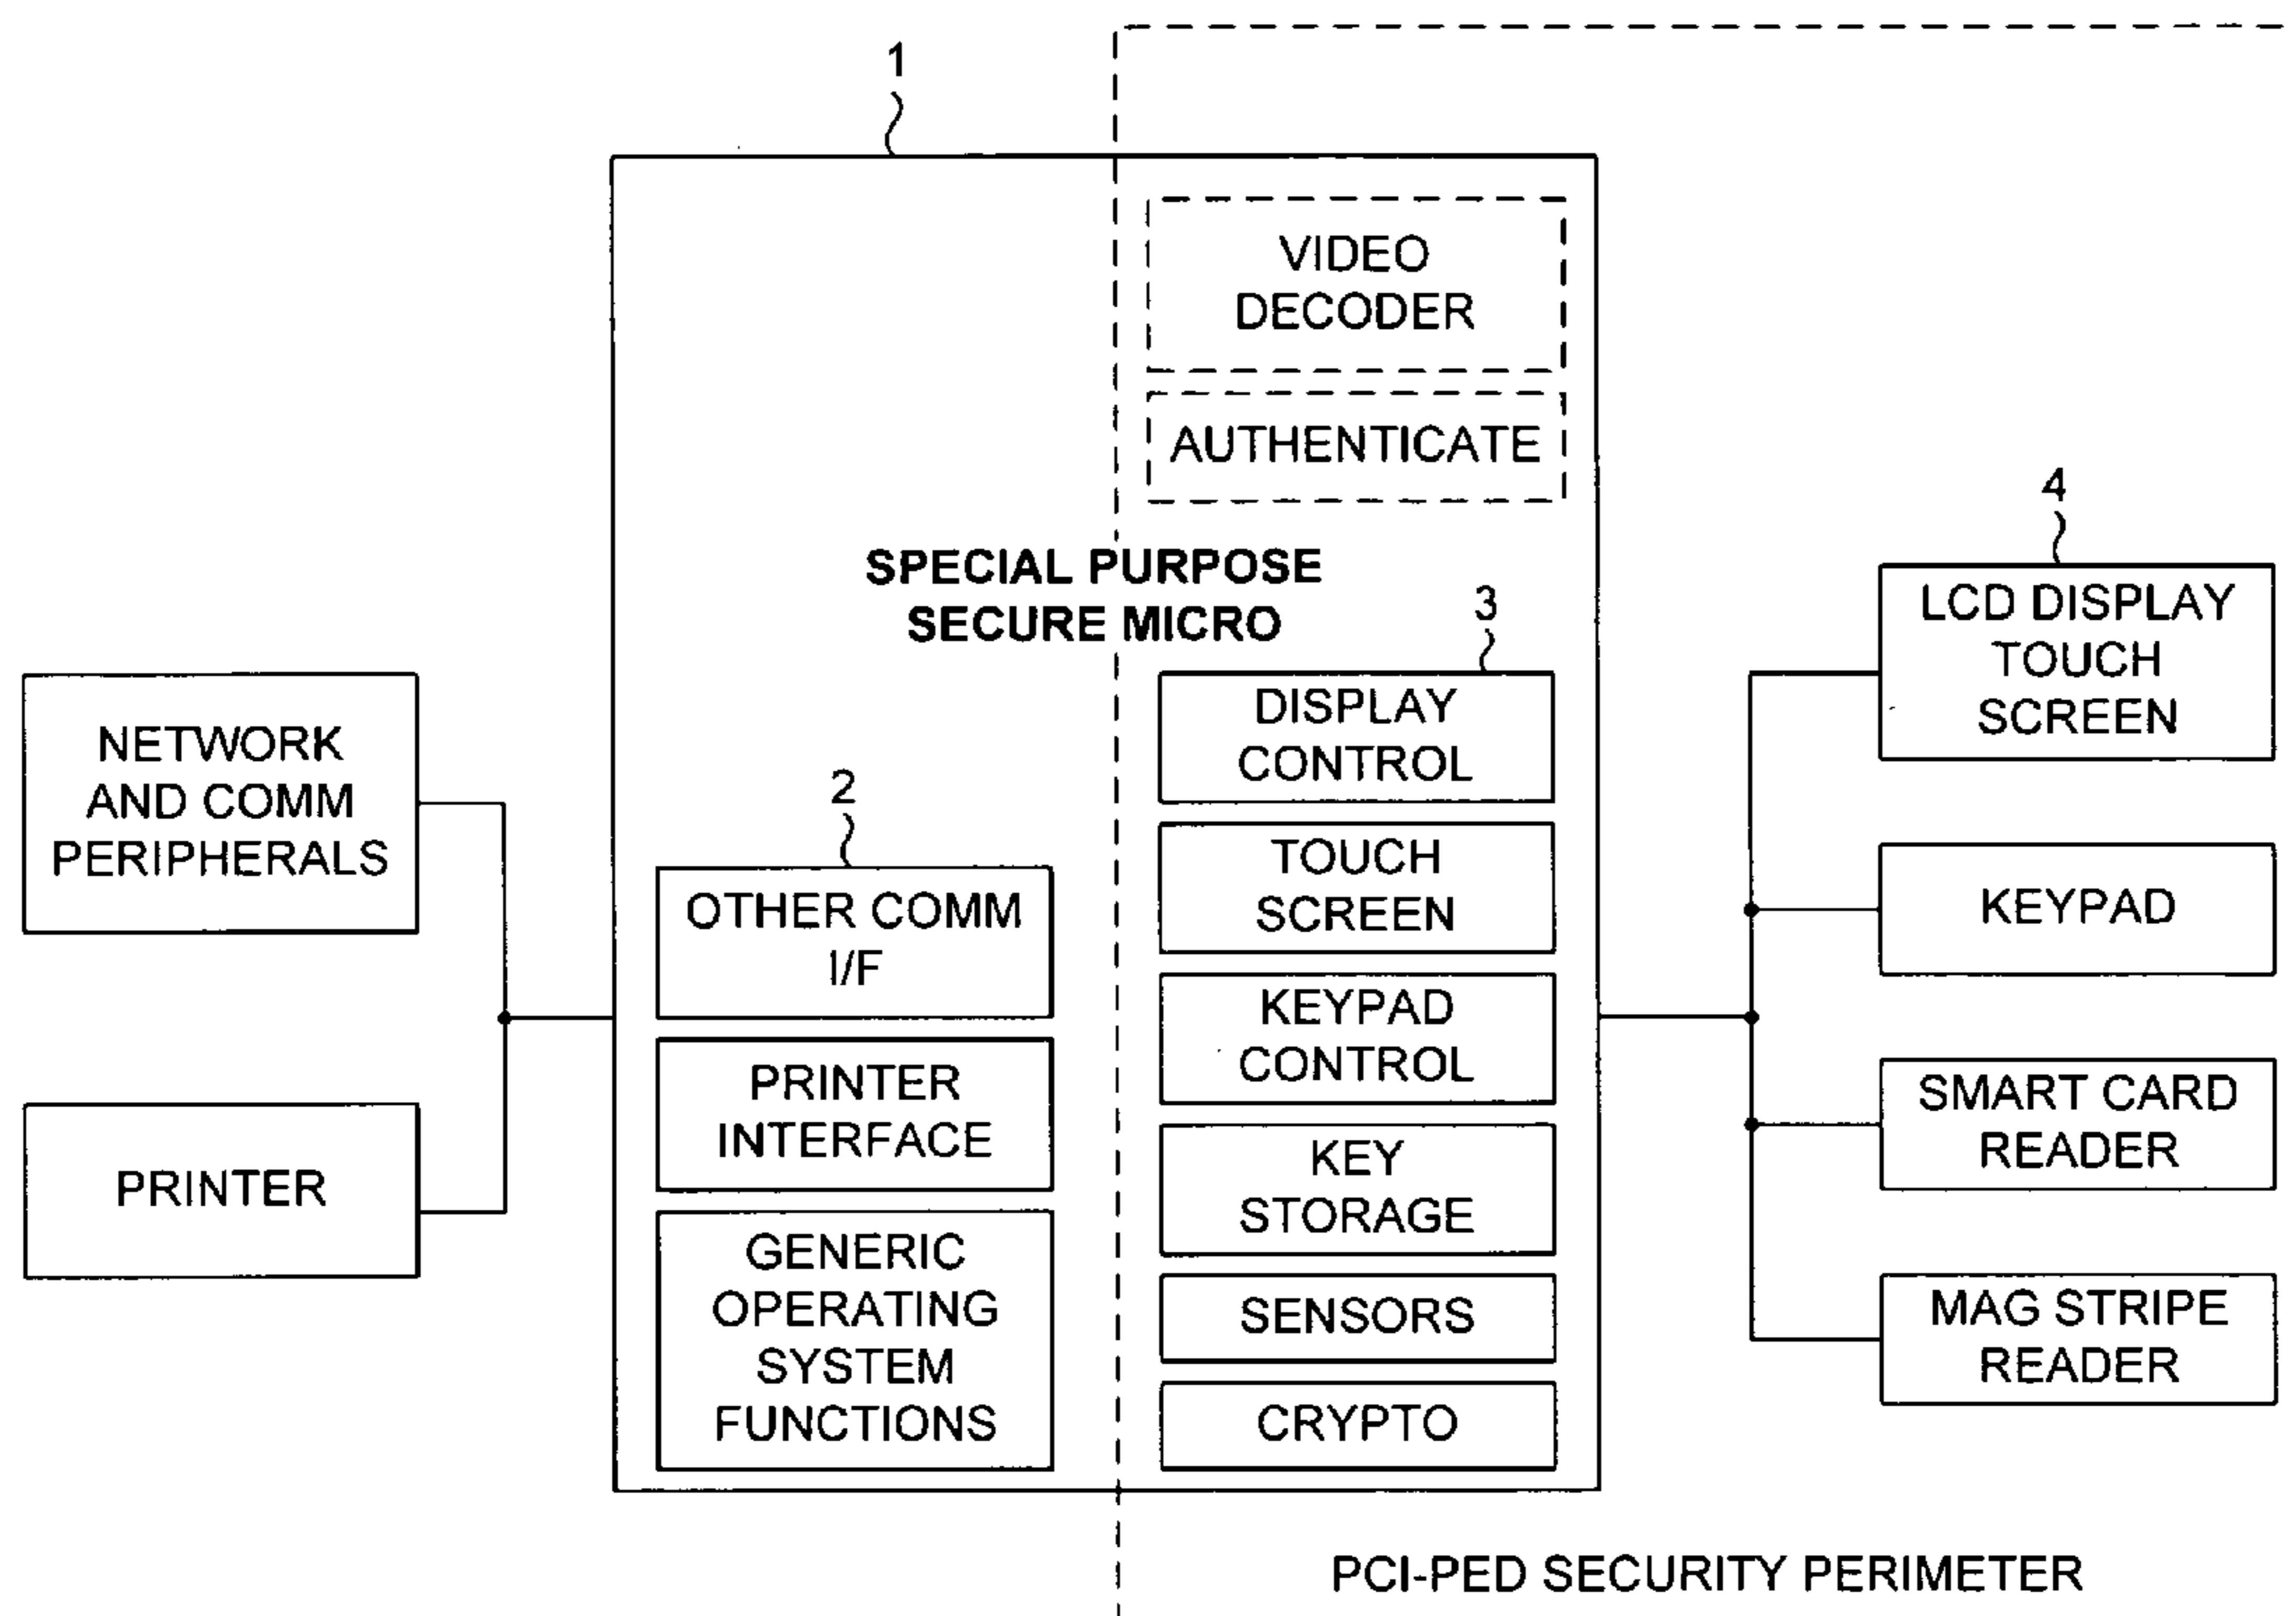 1
VIDEO
DECODER
AUTHENTICATE
SPECIAL PURPOSE
SECURE MICRO
NETWORK
AND COMM
PERIPHERALS
PRINTER
2
OTHER COMM
I/F
PRINTER
INTERFACE
GENERIC
OPERATING
SYSTEM
FUNCTIONS
3
DISPLAY
CONTROL
TOUCH
SCREEN
KEYPAD
CONTROL
KEY
STORAGE
SENSORS
CRYPTO
4
LCD DISPLAY
TOUCH
SCREEN
KEYPAD
SMART CARD
READER
MAG STRIPE
READER
PCI-PED SECURITY PERIMETER